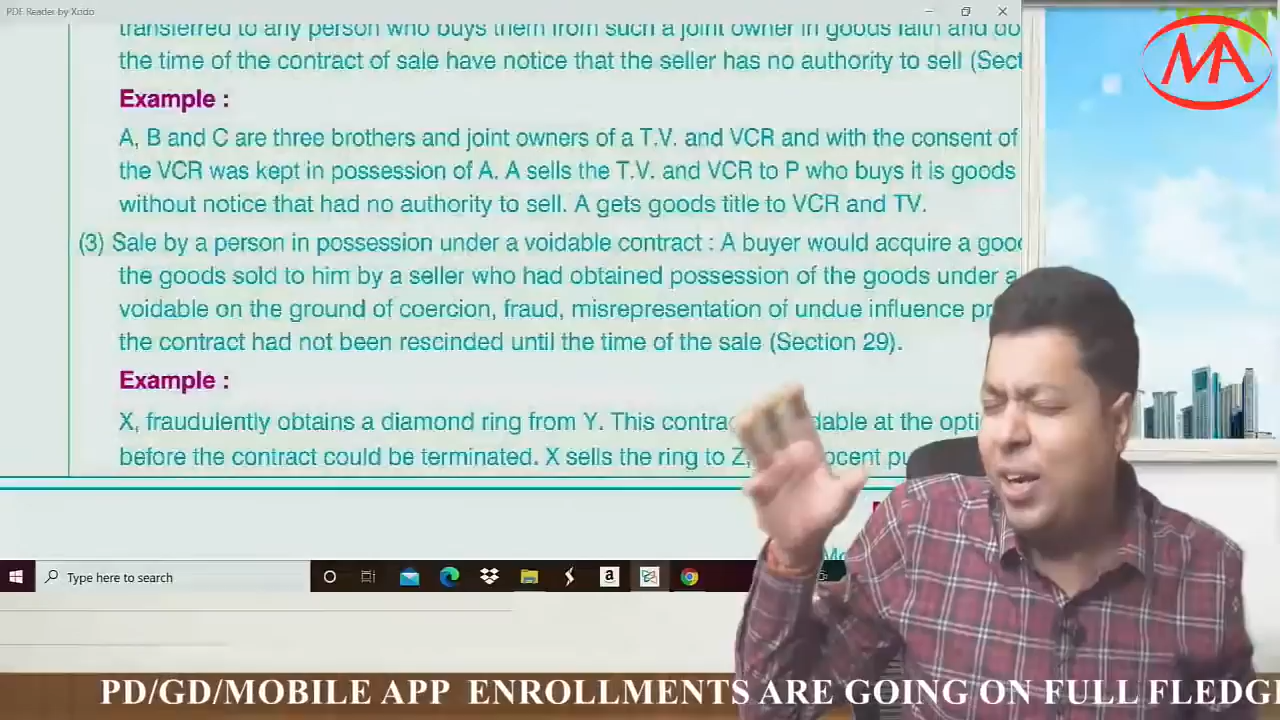 PDF Reader by Xodo
transferred to any person who buys them from such a joint owner in goods faith and do
the time of the contract of sale have notice that the seller has no authority to sell (Sect
MA
Example :
A, B and C are three brothers and joint owners of a T.V. and VCR and with the consent of
the VCR was kept in possession of A. A sells the T.V. and VCR to P who buys it is goods
without notice that had no authority to sell. A gets goods title to VCR and TV.
(3) Sale by a person in possession under a voidable contract : A buyer would acquire a goo
the goods sold to him by a seller who had obtained possession of the goods under a
voidable on the ground of coercion, fraud, misrepresentation of undue influence pr
the contract had not been rescinded until the time of the sale (Section 29).
Example :
X, fraudulently obtains a diamond ring from Y. This contrac dable at the opti
before the contract could be terminated. X sells the ring to Z, ocent pu
Type here to search
PD/GD/MOBILE APP ENROLLMENTS ARE GOING ON FULL FLEDG